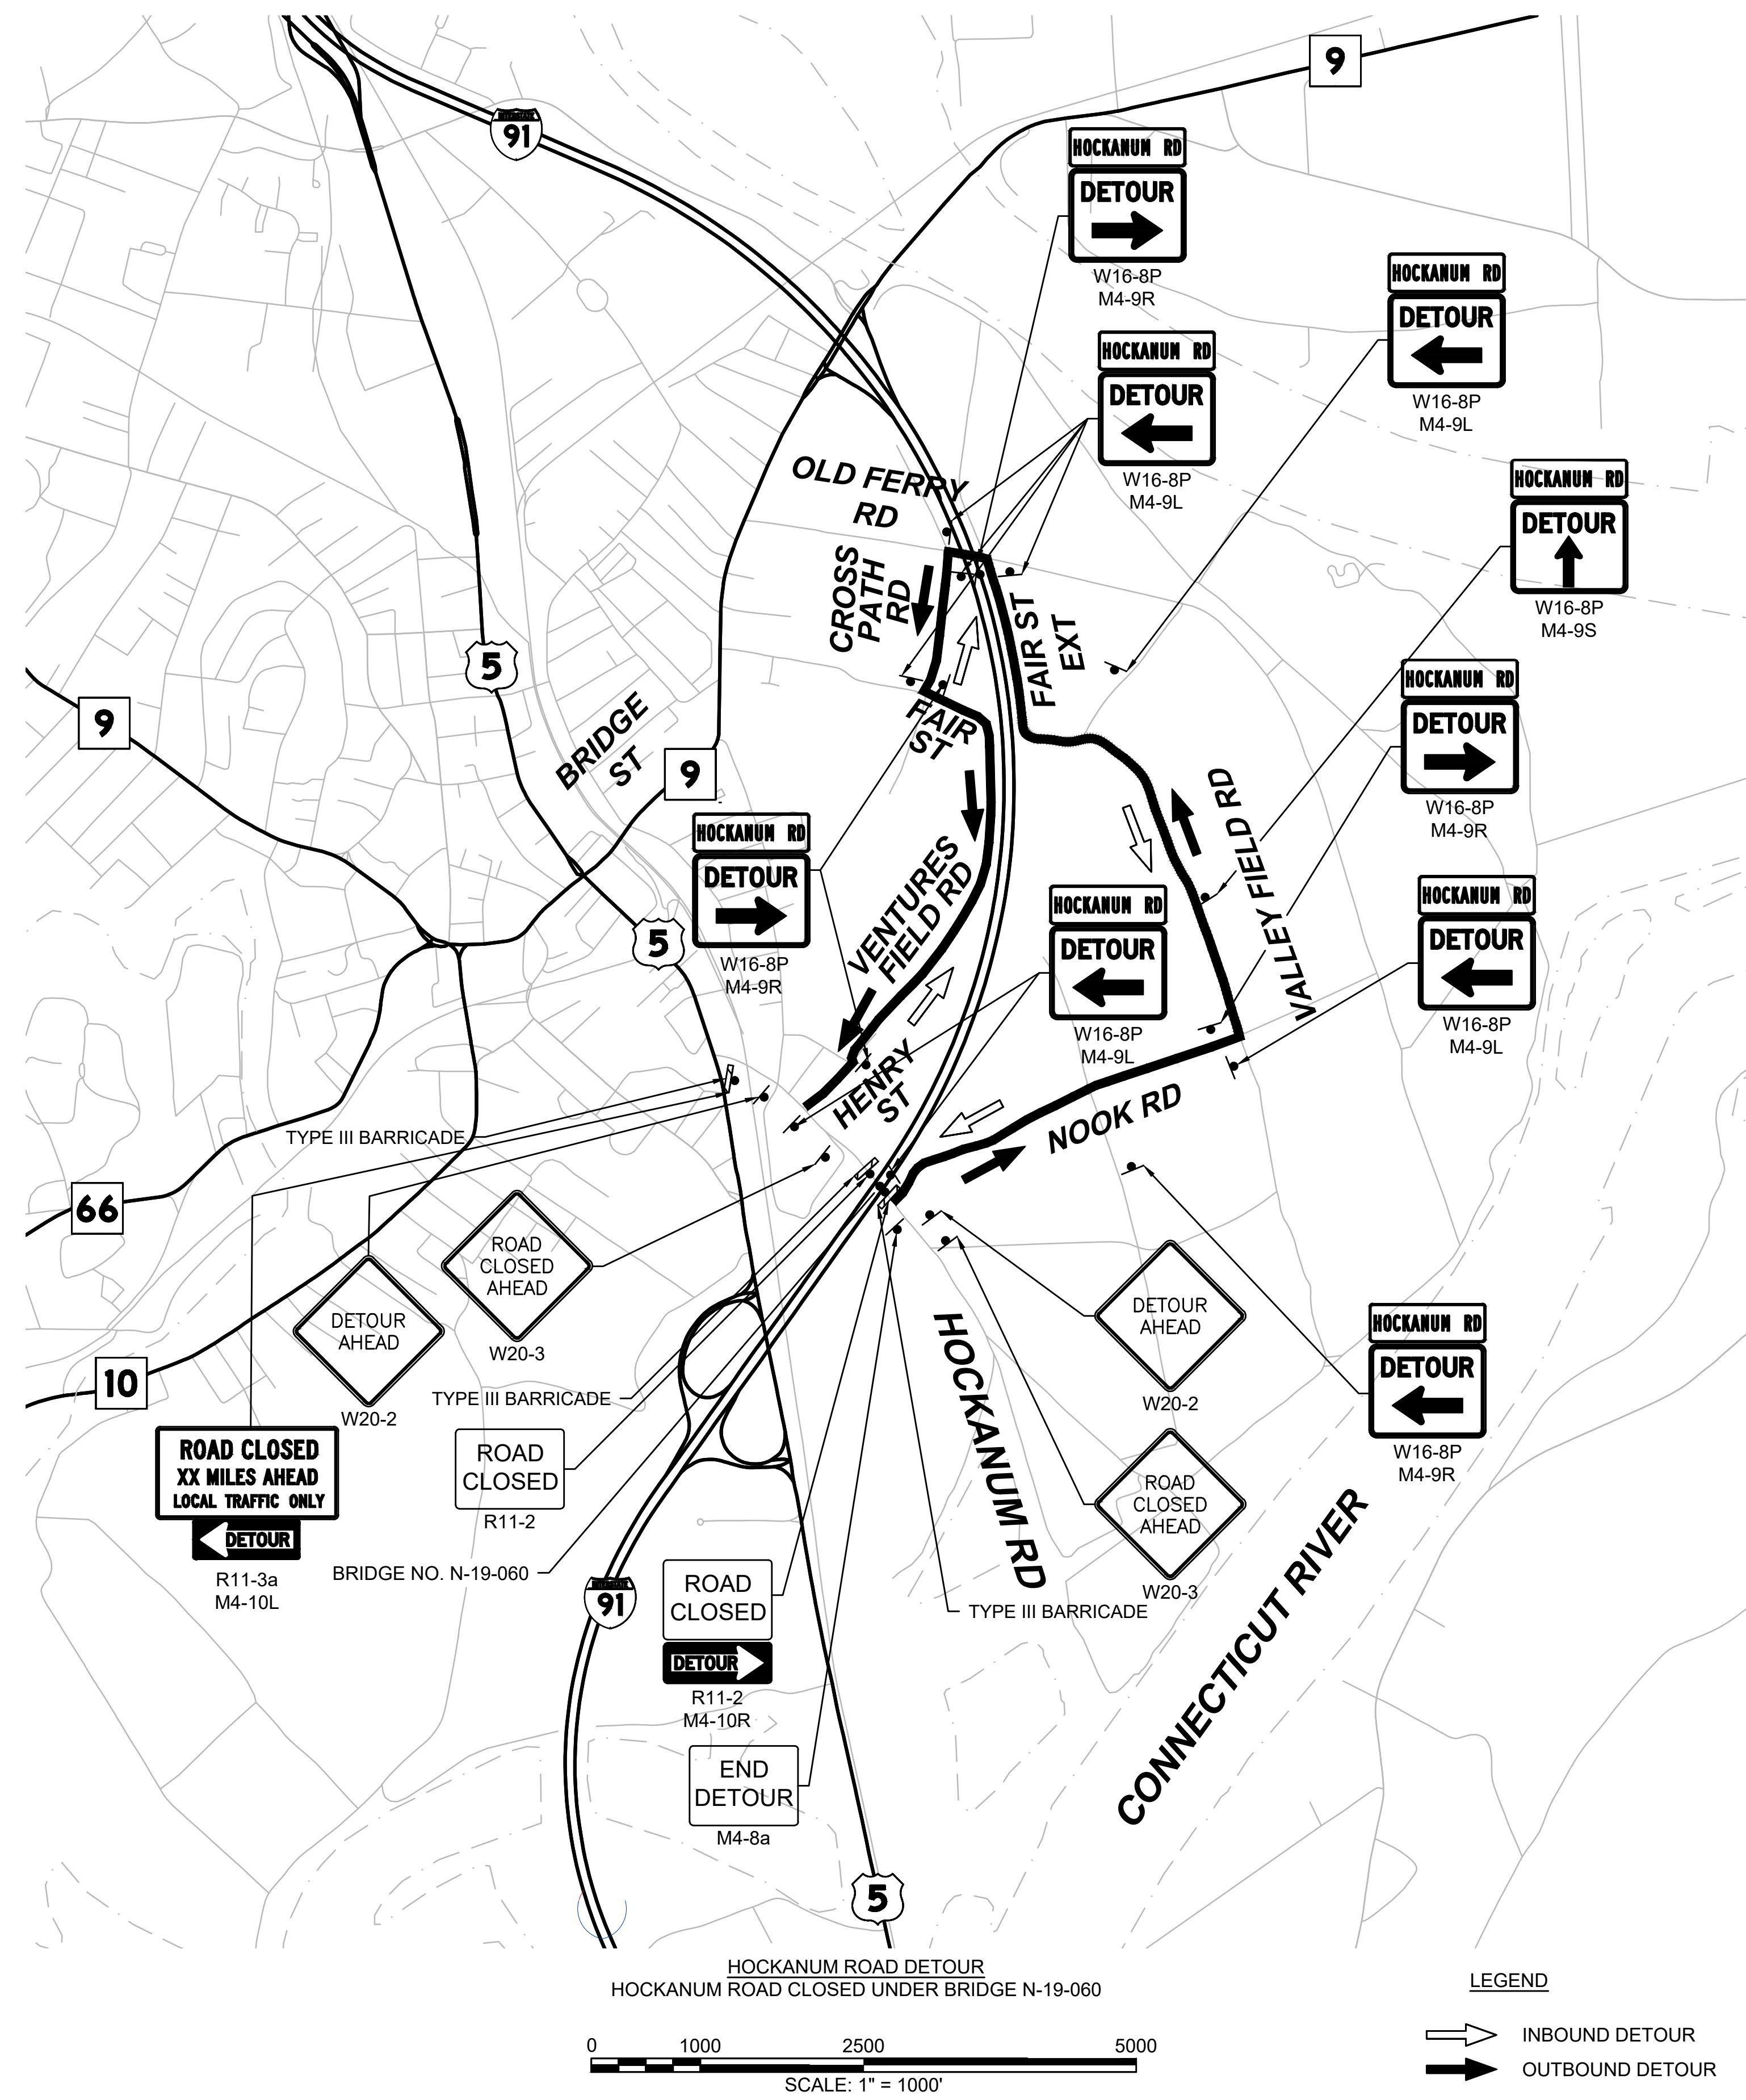 9
INTERSTATE
91
HOCKANUM RD
DETOUR
W16-8P
M4-9R
HOCKANUM RD
DETOUR
W16-8P
M4-9L
HOCKANUM RD
DETOUR
W16-8P
M4-9L
OLD FERRY
RD
HOCKANUM RD
DETOUR
W16-8P
M4-9S
CROSS
PATH
RD
FAIR ST
EXT
5
HOCKANUM RD
DETOUR
W16-8P
M4-9R
9
BRIDGE
ST
9
FAIR
ST
HOCKANUM RD
DETOUR
W16-8P
M4-9R
VENTURES
FIELD RD
VALLEY FIELD RD
HOCKANUM RD
DETOUR
W16-8P
M4-9L
HOCKANUM RD
DETOUR
W16-8P
M4-9L
5
HENRY
ST
NOOK RD
TYPE III BARRICADE
66
ROAD
CLOSED
AHEAD
W20-3
DETOUR
AHEAD
W20-2
DETOUR
AHEAD
W20-2
HOCKANUM RD
DETOUR
W16-8P
M4-9R
10
TYPE III BARRICADE
HOCKANUM RD
ROAD CLOSED
XX MILES AHEAD
LOCAL TRAFFIC ONLY
DETOUR
R11-3a
M4-10L
ROAD
CLOSED
R11-2
ROAD
CLOSED
AHEAD
W20-3
BRIDGE NO. N-19-060
INTERSTATE
91
ROAD
CLOSED
DETOUR
R11-2
M4-10R
TYPE III BARRICADE
CONNECTICUT RIVER
END
DETOUR
M4-8a
5
HOCKANUM ROAD DETOUR
HOCKANUM ROAD CLOSED UNDER BRIDGE N-19-060
LEGEND
INBOUND DETOUR
OUTBOUND DETOUR
0 1000 2500 5000
SCALE: 1" = 1000'